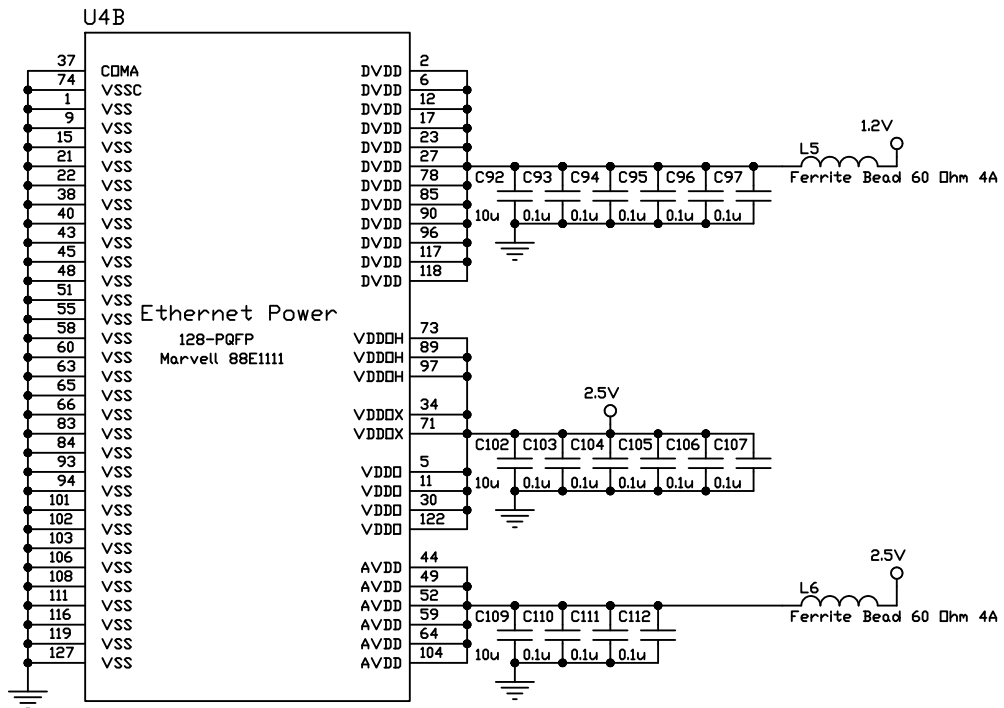 U4B
37 COMA
74 VSSC
1 VSS
9 VSS
15 VSS
21 VSS
22 VSS
38 VSS
40 VSS
43 VSS
45 VSS
48 VSS
51 VSS
55 VSS
58 VSS
60 VSS
63 VSS
65 VSS
66 VSS
83 VSS
84 VSS
93 VSS
94 VSS
101 VSS
102 VSS
103 VSS
106 VSS
108 VSS
111 VSS
116 VSS
119 VSS
127 VSS
Ethernet Power
128-PQFP
Marvell 88E1111
DVDD 2
DVDD 6
DVDD 12
DVDD 17
DVDD 23
DVDD 27
DVDD 78
DVDD 85
DVDD 90
DVDD 96
DVDD 117
DVDD 118
VDDOH 73
VDDOH 89
VDDOH 97
VDDOX 34
VDDOX 71
VDDO 5
VDDO 11
VDDO 30
VDDO 122
AVDD 44
AVDD 49
AVDD 52
AVDD 59
AVDD 64
AVDD 104
1.2V
L5
Ferrite Bead 60 Ohm 4A
C92 C93 C94 C95 C96 C97
10u 0.1u 0.1u 0.1u 0.1u 0.1u
2.5V
C102 C103 C104 C105 C106 C107
10u 0.1u 0.1u 0.1u 0.1u 0.1u
2.5V
L6
Ferrite Bead 60 Ohm 4A
C109 C110 C111 C112
10u 0.1u 0.1u 0.1u